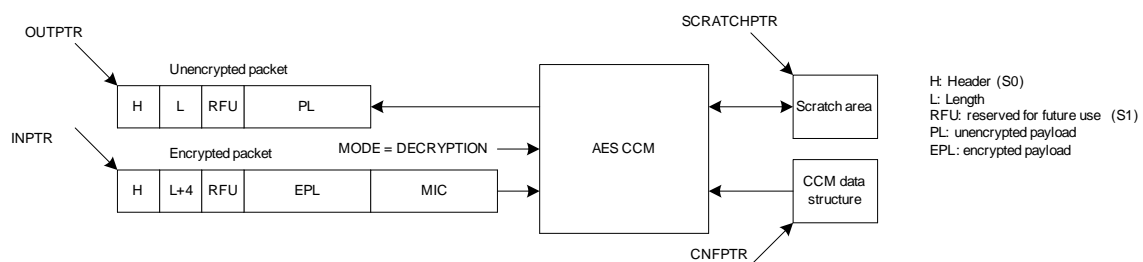 SCRATCHPTR
OUTPTR
Unencrypted packet
H L RFU PL
Scratch area
H: Header (S0)
L: Length
RFU: reserved for future use (S1)
PL: unencrypted payload
EPL: encrypted payload
INPTR
MODE = DECRYPTION
AES CCM
Encrypted packet
H L+4 RFU EPL MIC
CCM data
structure
CNFPTR